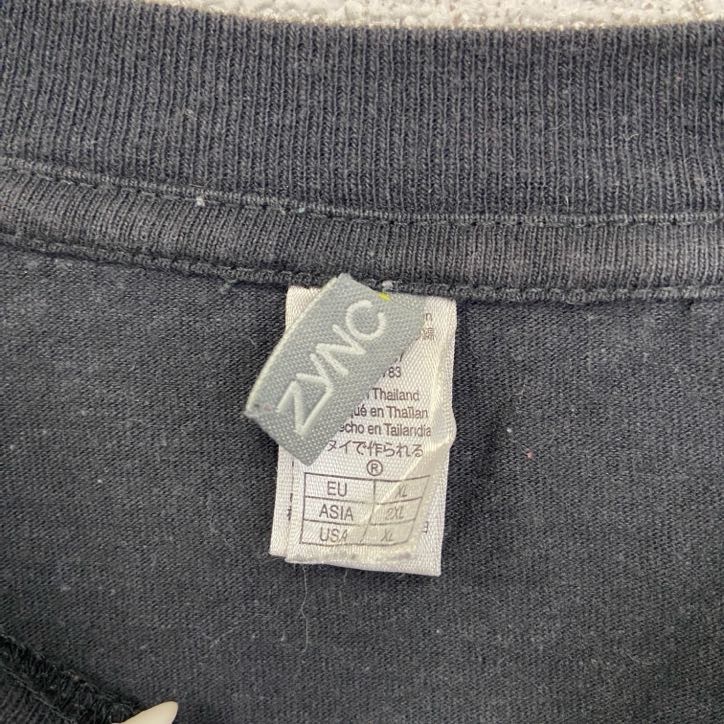 ZYNC
83
Thailand
qué en Thaïlan
echo en Tailandia
タイで作られる
®
EU XL
ASIA 2XL
USA XL